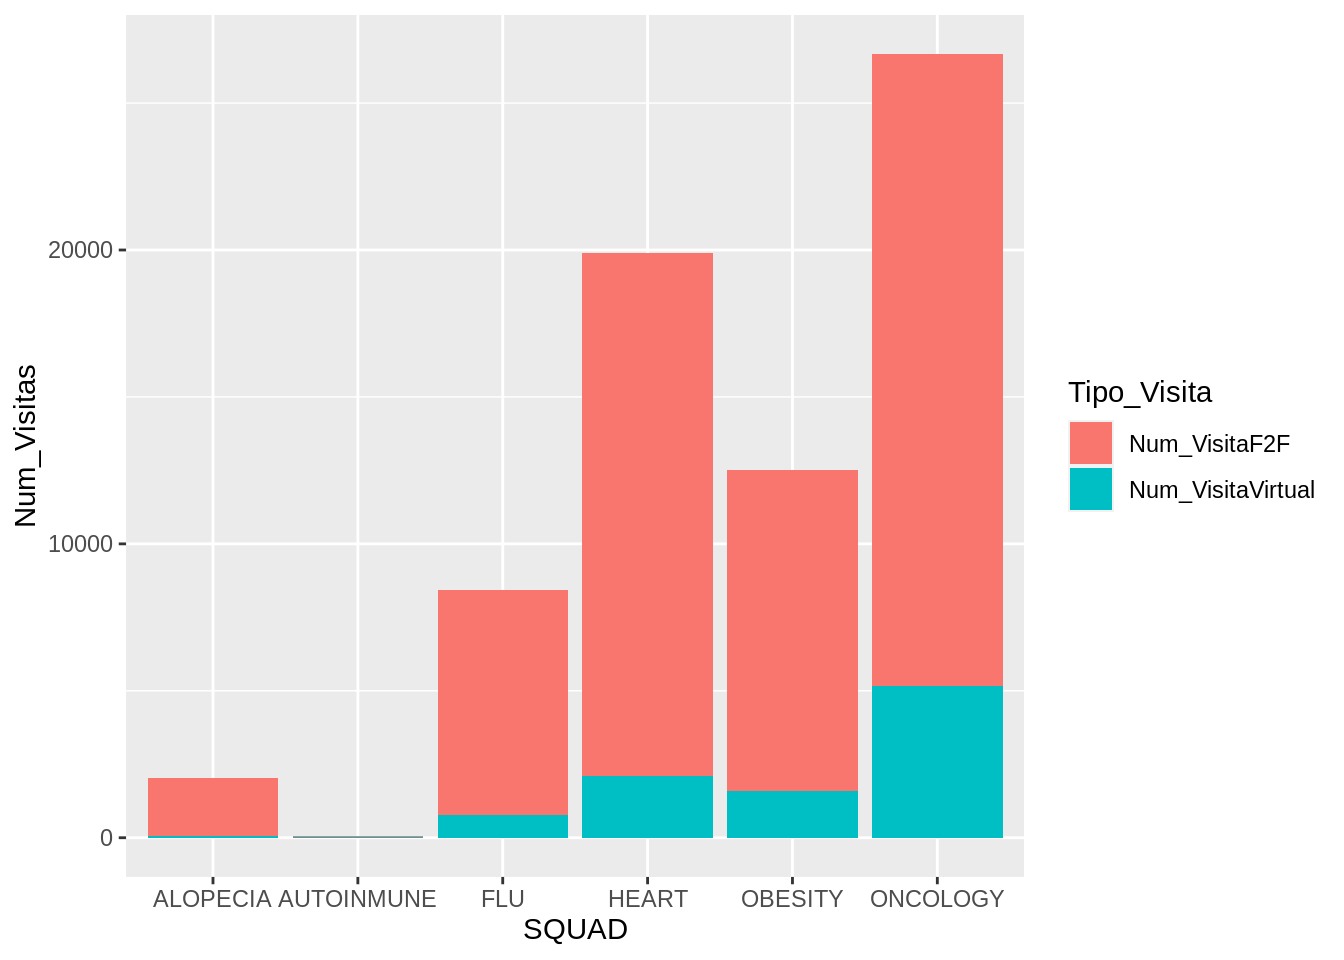 Num_Visitas
20000
10000
0
ALOPECIA AUTOINMUNE FLU HEART OBESITY ONCOLOGY
SQUAD
Tipo_Visita
Num_VisitaF2F
Num_VisitaVirtual